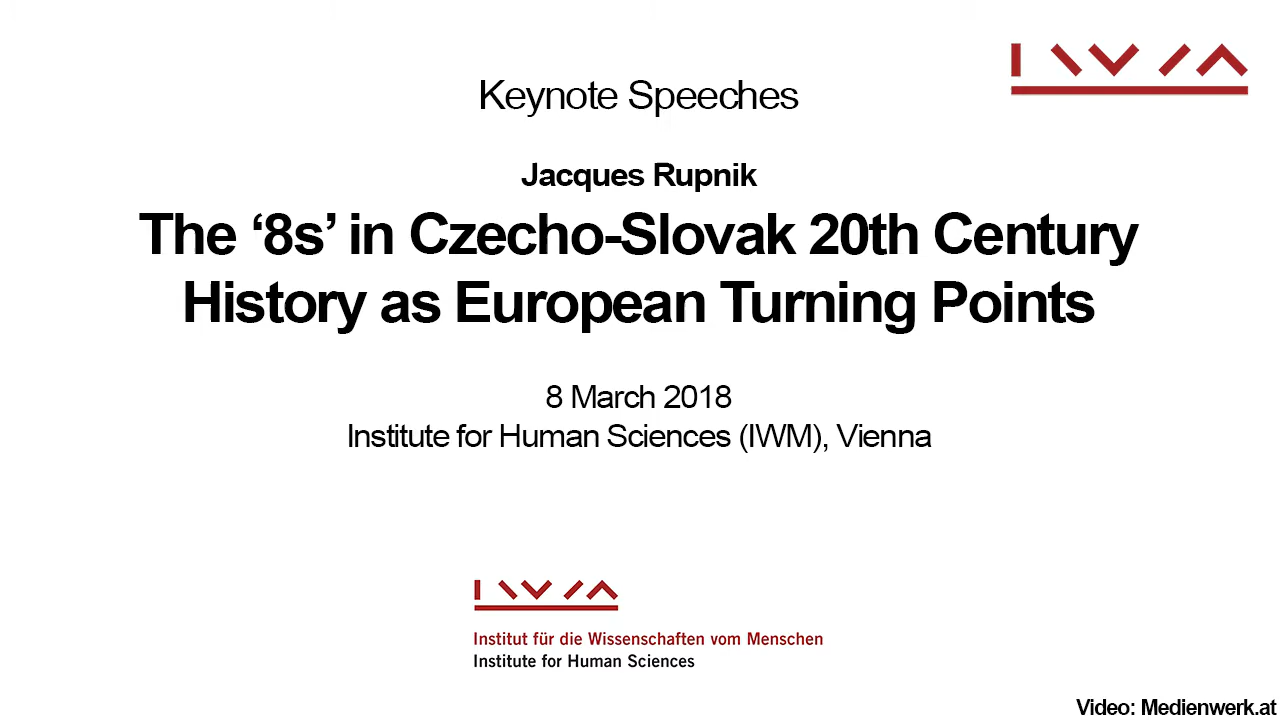 Keynote Speeches
Jacques Rupnik
The ‘8s’ in Czecho-Slovak 20th Century
History as European Turning Points
8 March 2018
Institute for Human Sciences (IWM), Vienna
Institut für die Wissenschaften vom Menschen
Institute for Human Sciences
Video: Medienwerk.at